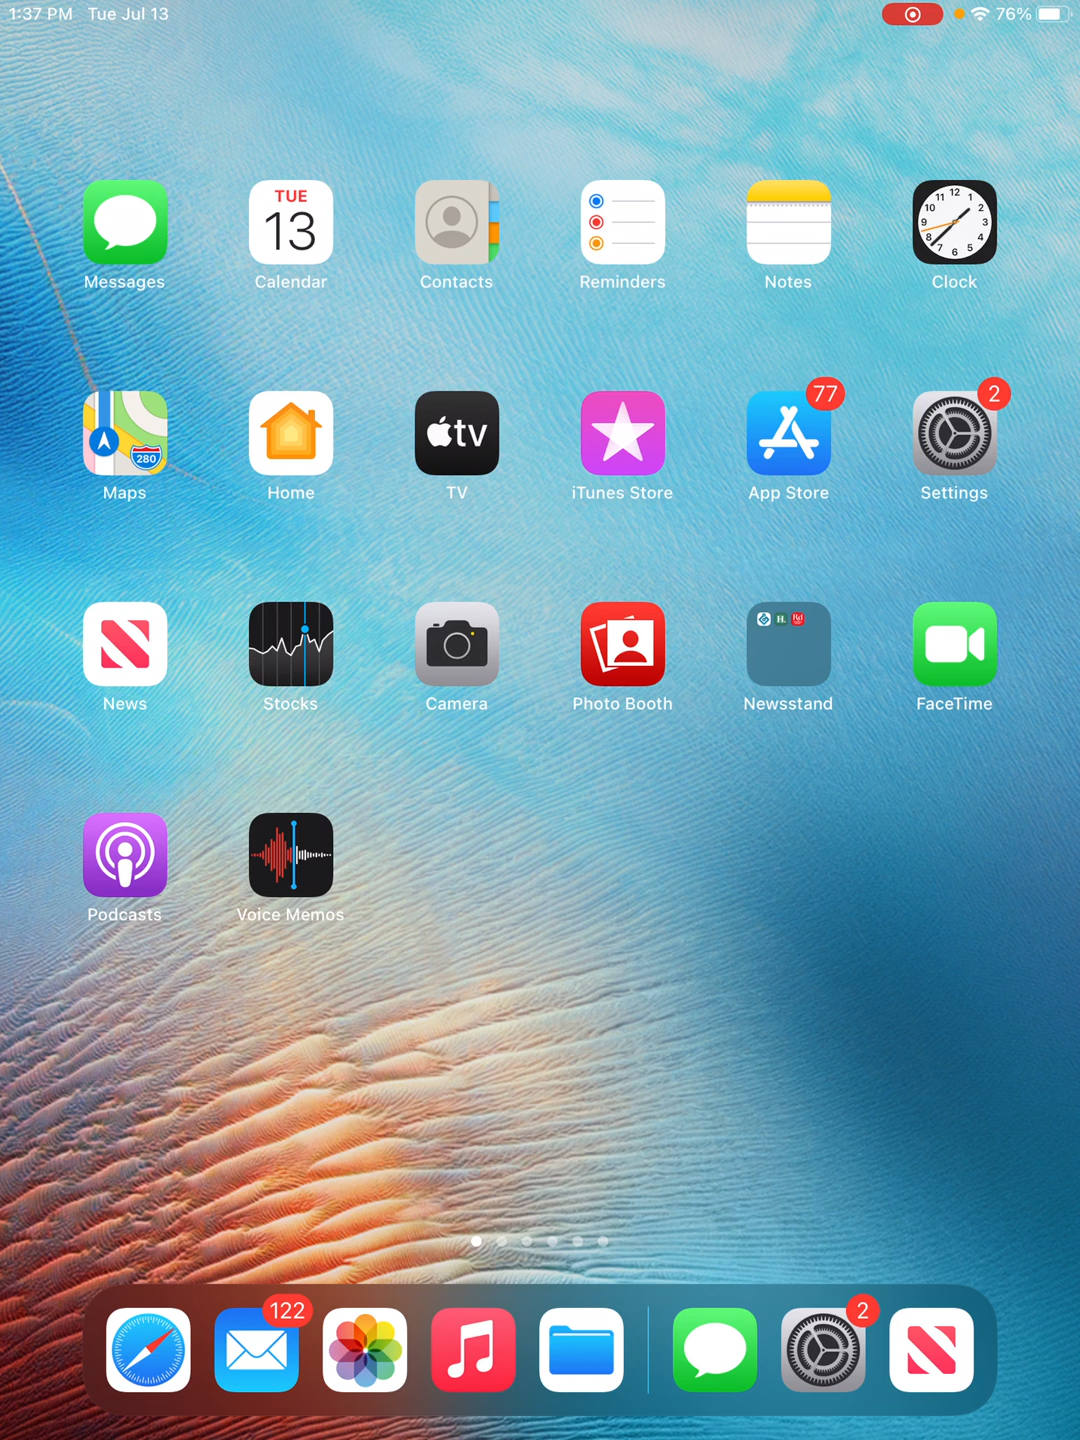 1:37 PM Tue Jul 13 76%
TUE
13
Messages Calendar Contacts Reminders Notes Clock
77 2
280 tv
Maps Home TV iTunes Store App Store Settings
H. Rd
News Stocks Camera Photo Booth Newsstand FaceTime
Podcasts Voice Memos
122 2